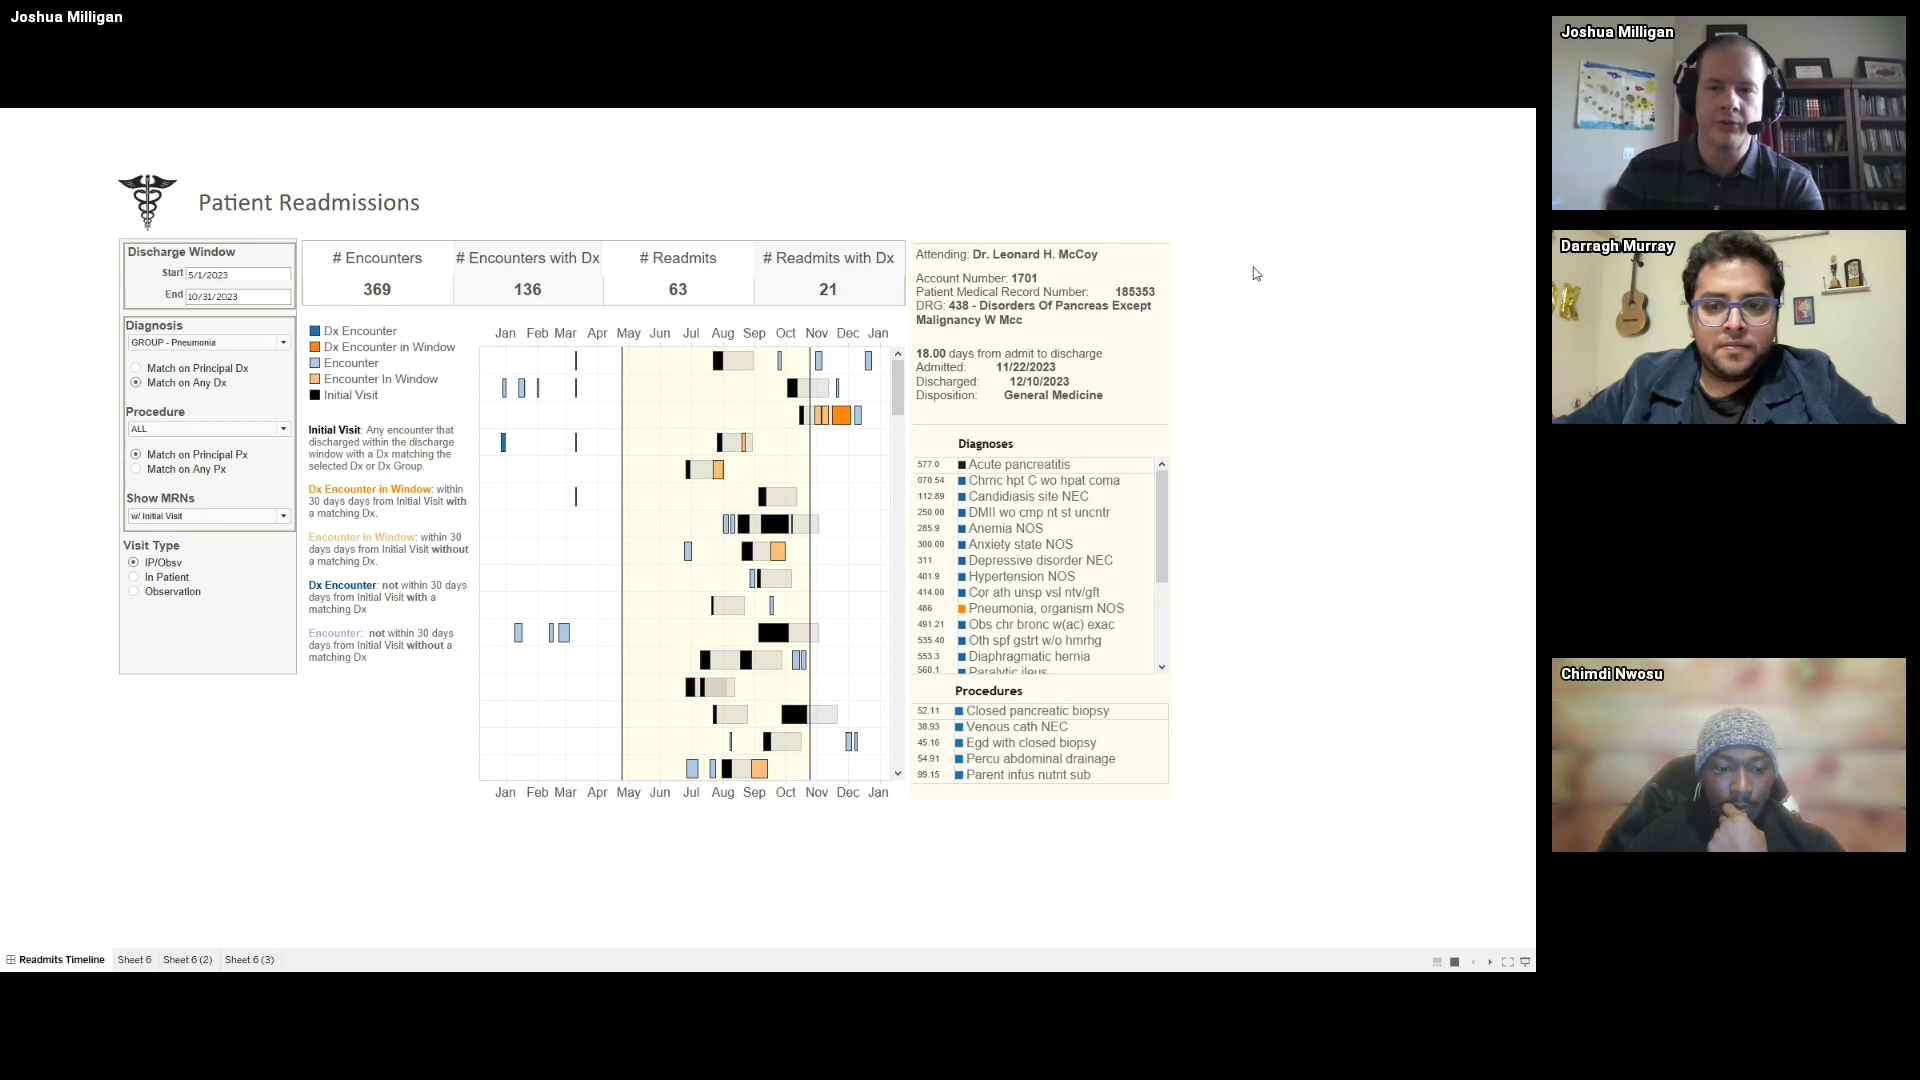 Joshua Milligan
Joshua Milligan
Darragh Murray
Chimdi Nwosu
Patient Readmissions
Discharge Window
Start 5/1/2023
End 10/31/2023
Diagnosis
GROUP - Pneumonia
Match on Principal Dx
Match on Any Dx
Procedure
ALL
Match on Principal Px
Match on Any Px
Show MRNs
w/ Initial Visit
Visit Type
IP/Obsv
In Patient
Observation
# Encounters # Encounters with Dx # Readmits # Readmits with Dx
369 136 63 21
Dx Encounter
Dx Encounter in Window
Encounter
Encounter In Window
Initial Visit
Initial Visit: Any encounter that
discharged within the discharge
window with a Dx matching the
selected Dx or Dx Group.
Dx Encounter in Window: within
30 days days from Initial Visit with
a matching Dx.
Encounter in Window: within 30
days days from Initial Visit without
a matching Dx.
Dx Encounter: not within 30 days
days from Initial Visit with a
matching Dx
Encounter: not within 30 days
days from Initial Visit without a
matching Dx
Jan Feb Mar Apr May Jun Jul Aug Sep Oct Nov Dec Jan
Jan Feb Mar Apr May Jun Jul Aug Sep Oct Nov Dec Jan
Attending: Dr. Leonard H. McCoy
Account Number: 1701
Patient Medical Record Number: 185353
DRG: 438 - Disorders Of Pancreas Except
Malignancy W Mcc
18.00 days from admit to discharge
Admitted: 11/22/2023
Discharged: 12/10/2023
Disposition: General Medicine
Diagnoses
577.0 Acute pancreatitis
070.54 Chrnc hpt C wo hpat coma
112.89 Candidiasis site NEC
250.00 DMII wo cmp nt st uncntr
285.9 Anemia NOS
300.00 Anxiety state NOS
311 Depressive disorder NEC
401.9 Hypertension NOS
414.00 Cor ath unsp vsl ntv/gft
486 Pneumonia, organism NOS
491.21 Obs chr bronc w(ac) exac
535.40 Oth spf gstrt w/o hmrhg
553.3 Diaphragmatic hernia
560.1 Paralytic ileus
Procedures
52.11 Closed pancreatic biopsy
38.93 Venous cath NEC
45.16 Egd with closed biopsy
54.91 Percu abdominal drainage
99.15 Parent infus nutrit sub
Readmits Timeline Sheet 6 Sheet 6 (2) Sheet 6 (3)